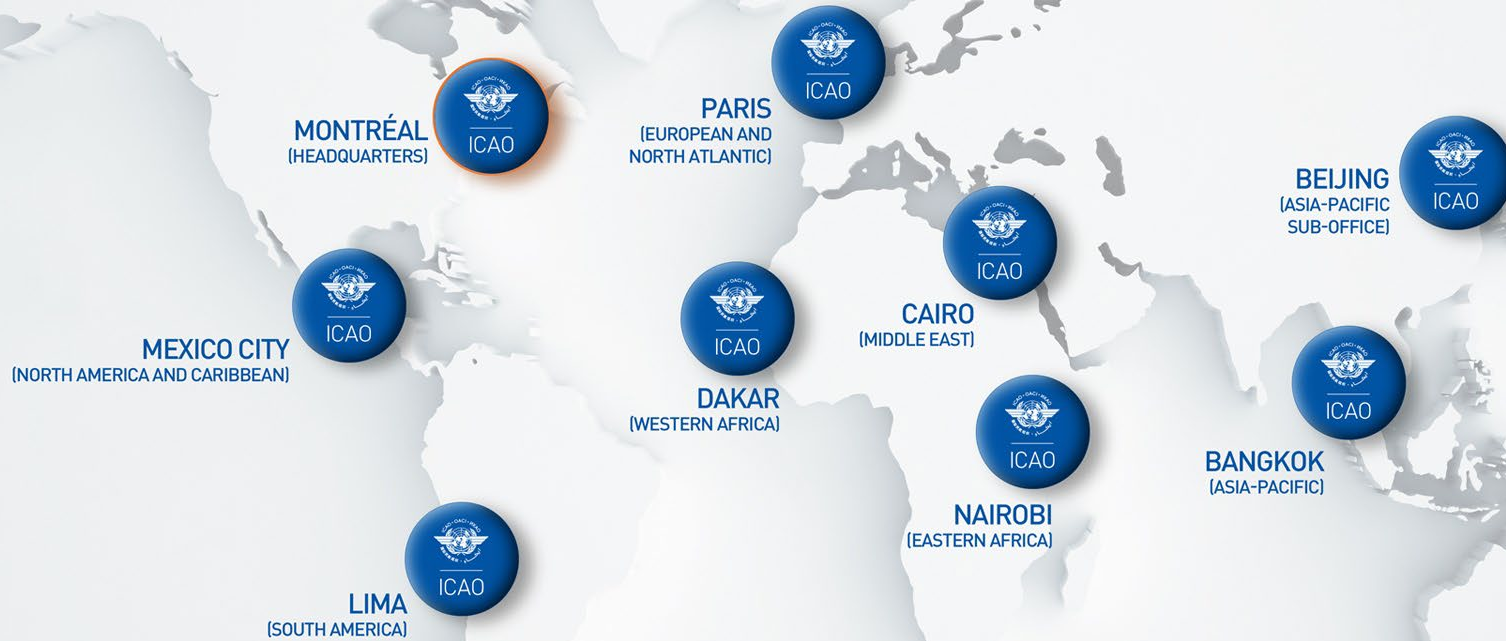 ICAO
PARIS
(EUROPEAN AND
NORTH ATLANTIC)
ICAO
MONTRÉAL
(HEADQUARTERS)
ICAO
BEIJING
(ASIA-PACIFIC
SUB-OFFICE)
ICAO
MEXICO CITY
(NORTH AMERICA AND CARIBBEAN)
ICAO
DAKAR
(WESTERN AFRICA)
ICAO
CAIRO
(MIDDLE EAST)
ICAO
BANGKOK
(ASIA-PACIFIC)
ICAO
NAIROBI
(EASTERN AFRICA)
ICAO
LIMA
(SOUTH AMERICA)